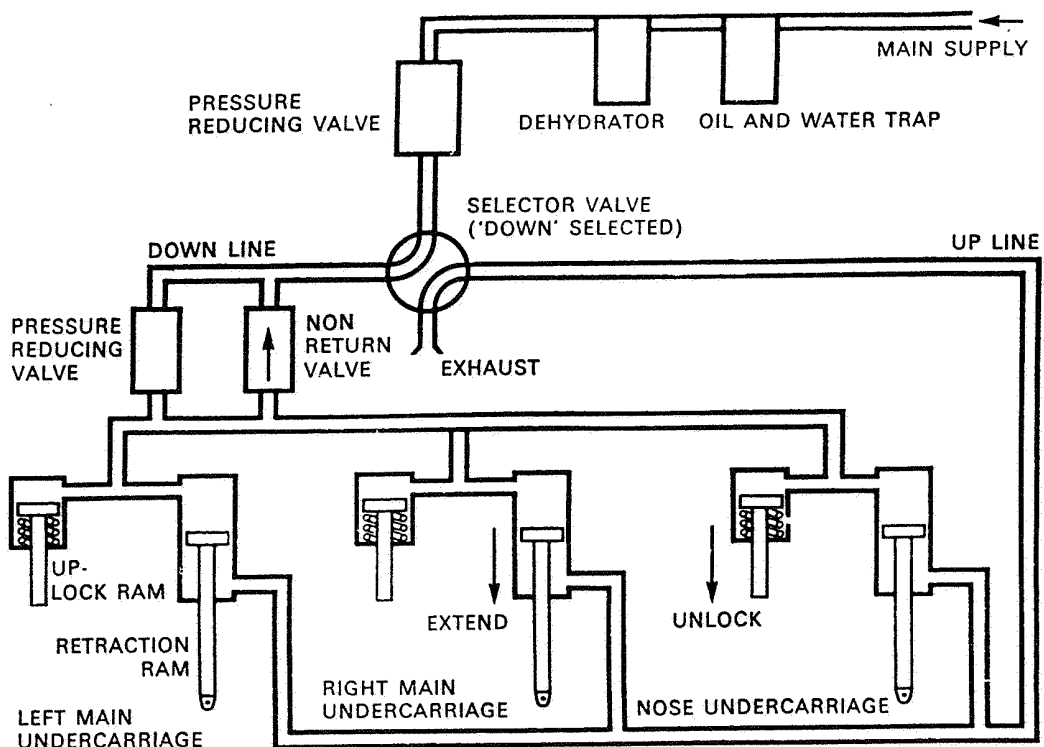 MAIN SUPPLY
PRESSURE
REDUCING VALVE
DEHYDRATOR
OIL AND WATER TRAP
SELECTOR VALVE
('DOWN' SELECTED)
DOWN LINE
UP LINE
PRESSURE
REDUCING
VALVE
NON
RETURN
VALVE
EXHAUST
UP-
LOCK RAM
EXTEND
UNLOCK
RETRACTION
RAM
LEFT MAIN
UNDERCARRIAGE
RIGHT MAIN
UNDERCARRIAGE
NOSE UNDERCARRIAGE